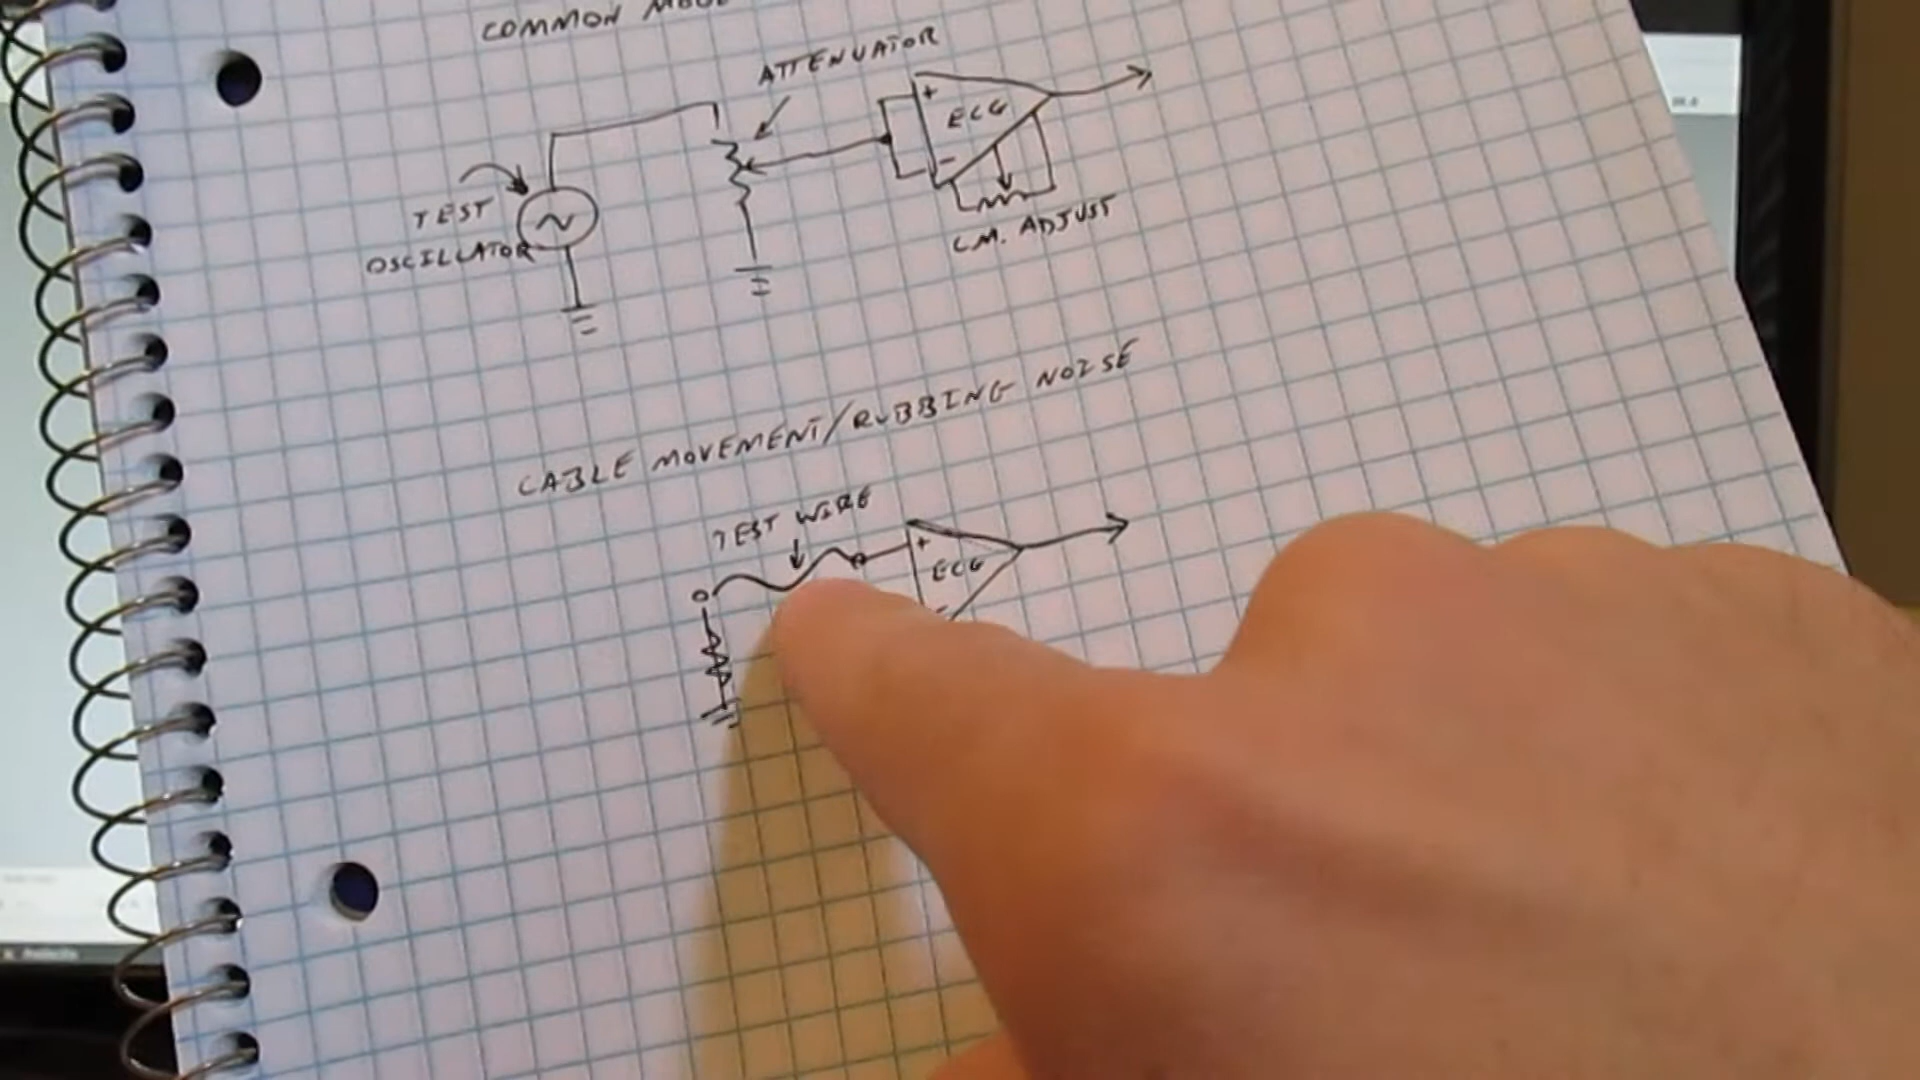 COMMON
ATTENUATOR
+
ECG
-
TEST
OSCILLATOR
C.M. ADJUST
CABLE MOVEMENT/RUBBING NOISE
TEST WIRE
+
ECG
-